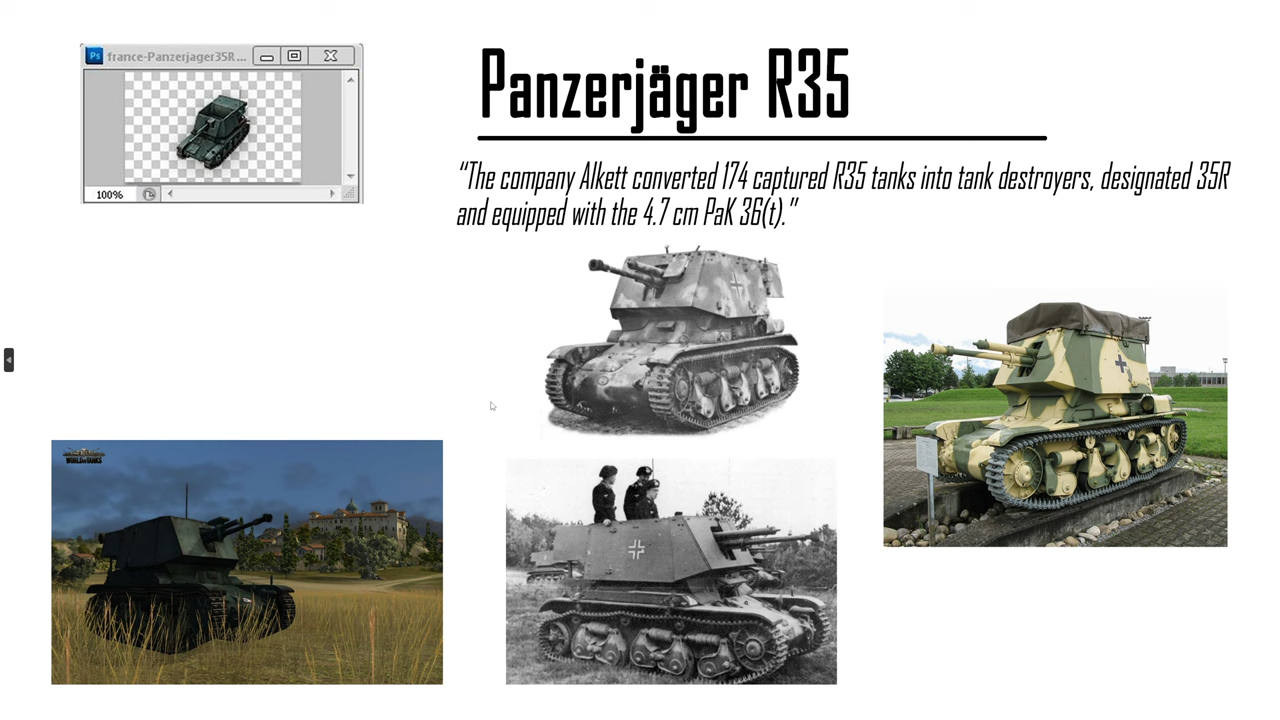 Ps france-Panzerjager35R...
100%
Panzerjäger R35
“The company Alkett converted 174 captured R35 tanks into tank destroyers, designated 35R
and equipped with the 4.7 cm PaK 36(t).”
WORLD OF TANKS